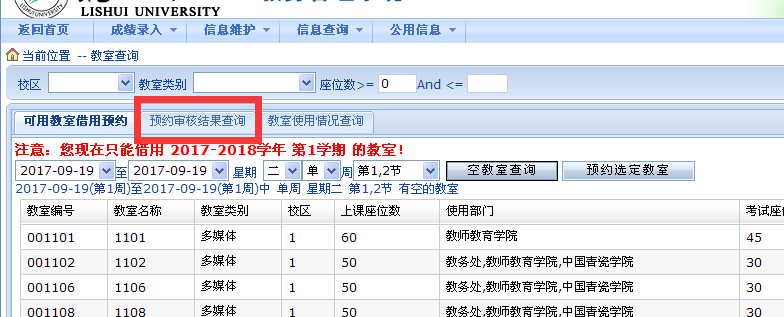 LISHUI UNIVERSITY
返回首页 成绩录入 信息维护 信息查询 公用信息
当前位置 -- 教室查询
校区 教室类别 座位数>= 0 And <=
可用教室借用预约 预约审核结果查询 教室使用情况查询
注意：您现在只能借用 2017-2018学年 第1学期 的教室！
2017-09-19 至 2017-09-19 星期 二 单 周 第1,2节 空教室查询 预约选定教室
2017-09-19(第1周)至2017-09-19(第1周)中 单周 星期二 第1,2节 有空的教室
教室编号 教室名称 教室类别 校区 上课座位数 使用部门 考试座
001101 1101 多媒体 1 60 教师教育学院 45
001102 1102 多媒体 1 50 教务处,教师教育学院,中国青瓷学院 30
001106 1106 多媒体 1 50 教务处,教师教育学院,中国青瓷学院 30
001108 1108 多媒体 1 50 教务处,教师教育学院,中国青瓷学院 30